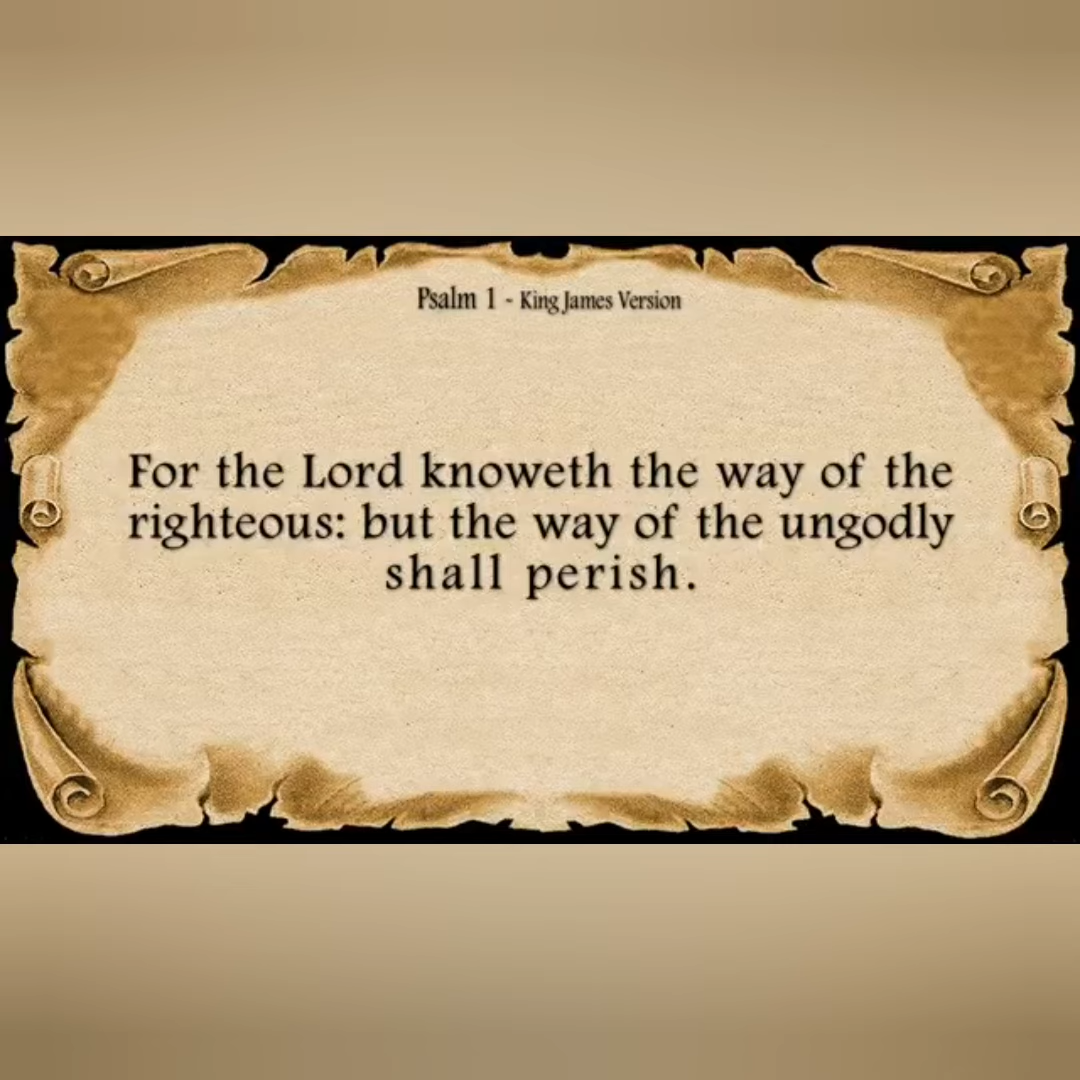 Psalm 1 - King James Version
For the Lord knoweth the way of the
righteous: but the way of the ungodly
shall perish.